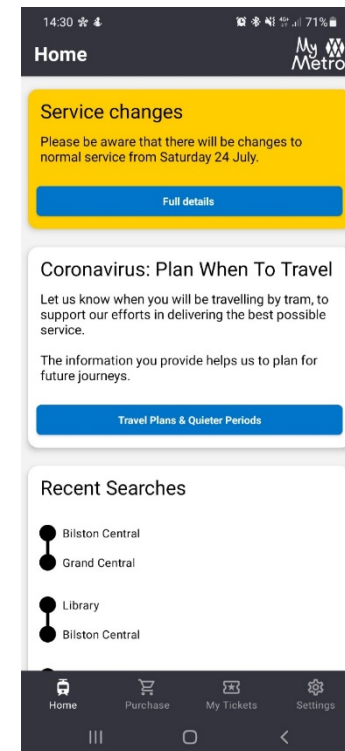 14:30
71%
Home
My Metro
Service changes
Please be aware that there will be changes to
normal service from Saturday 24 July.
Full details
Coronavirus: Plan When To Travel
Let us know when you will be travelling by tram, to
support our efforts in delivering the best possible
service.
The information you provide helps us to plan for
future journeys.
Travel Plans & Quieter Periods
Recent Searches
Bilston Central
Grand Central
Library
Bilston Central
Home
Purchase
My Tickets
Settings